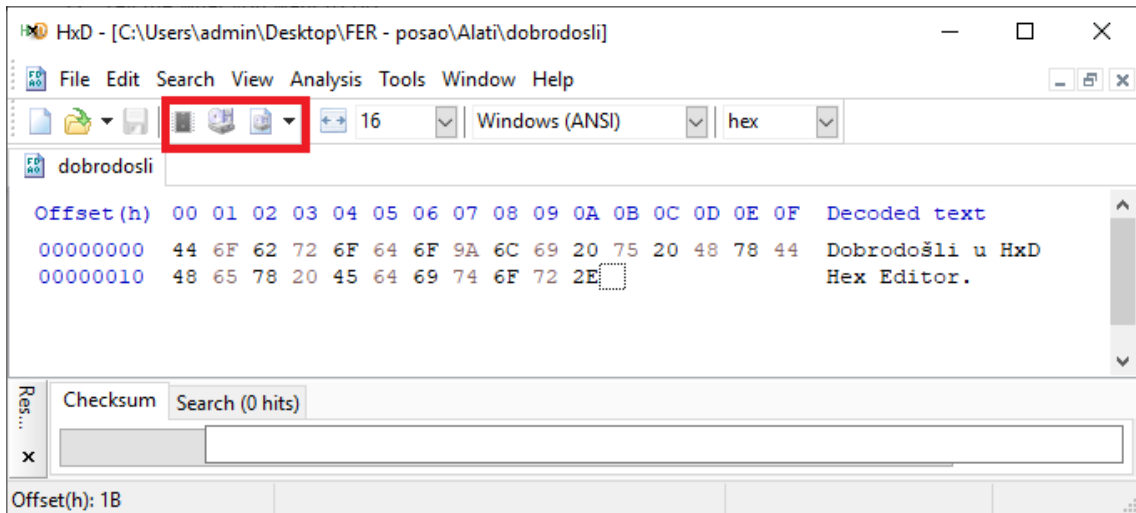 HxD - [C:\Users\admin\Desktop\FER - posao\Alati\dobrodosli]
File Edit Search View Analysis Tools Window Help
16 Windows (ANSI) hex
dobrodosli
Offset(h) 00 01 02 03 04 05 06 07 08 09 0A 0B 0C 0D 0E 0F Decoded text
00000000 44 6F 62 72 6F 64 6F 9A 6C 69 20 75 20 48 78 44 Dobrodošli u HxD
00000010 48 65 78 20 45 64 69 74 6F 72 2E Hex Editor.
Res...
Checksum Search (0 hits)
Offset(h): 1B